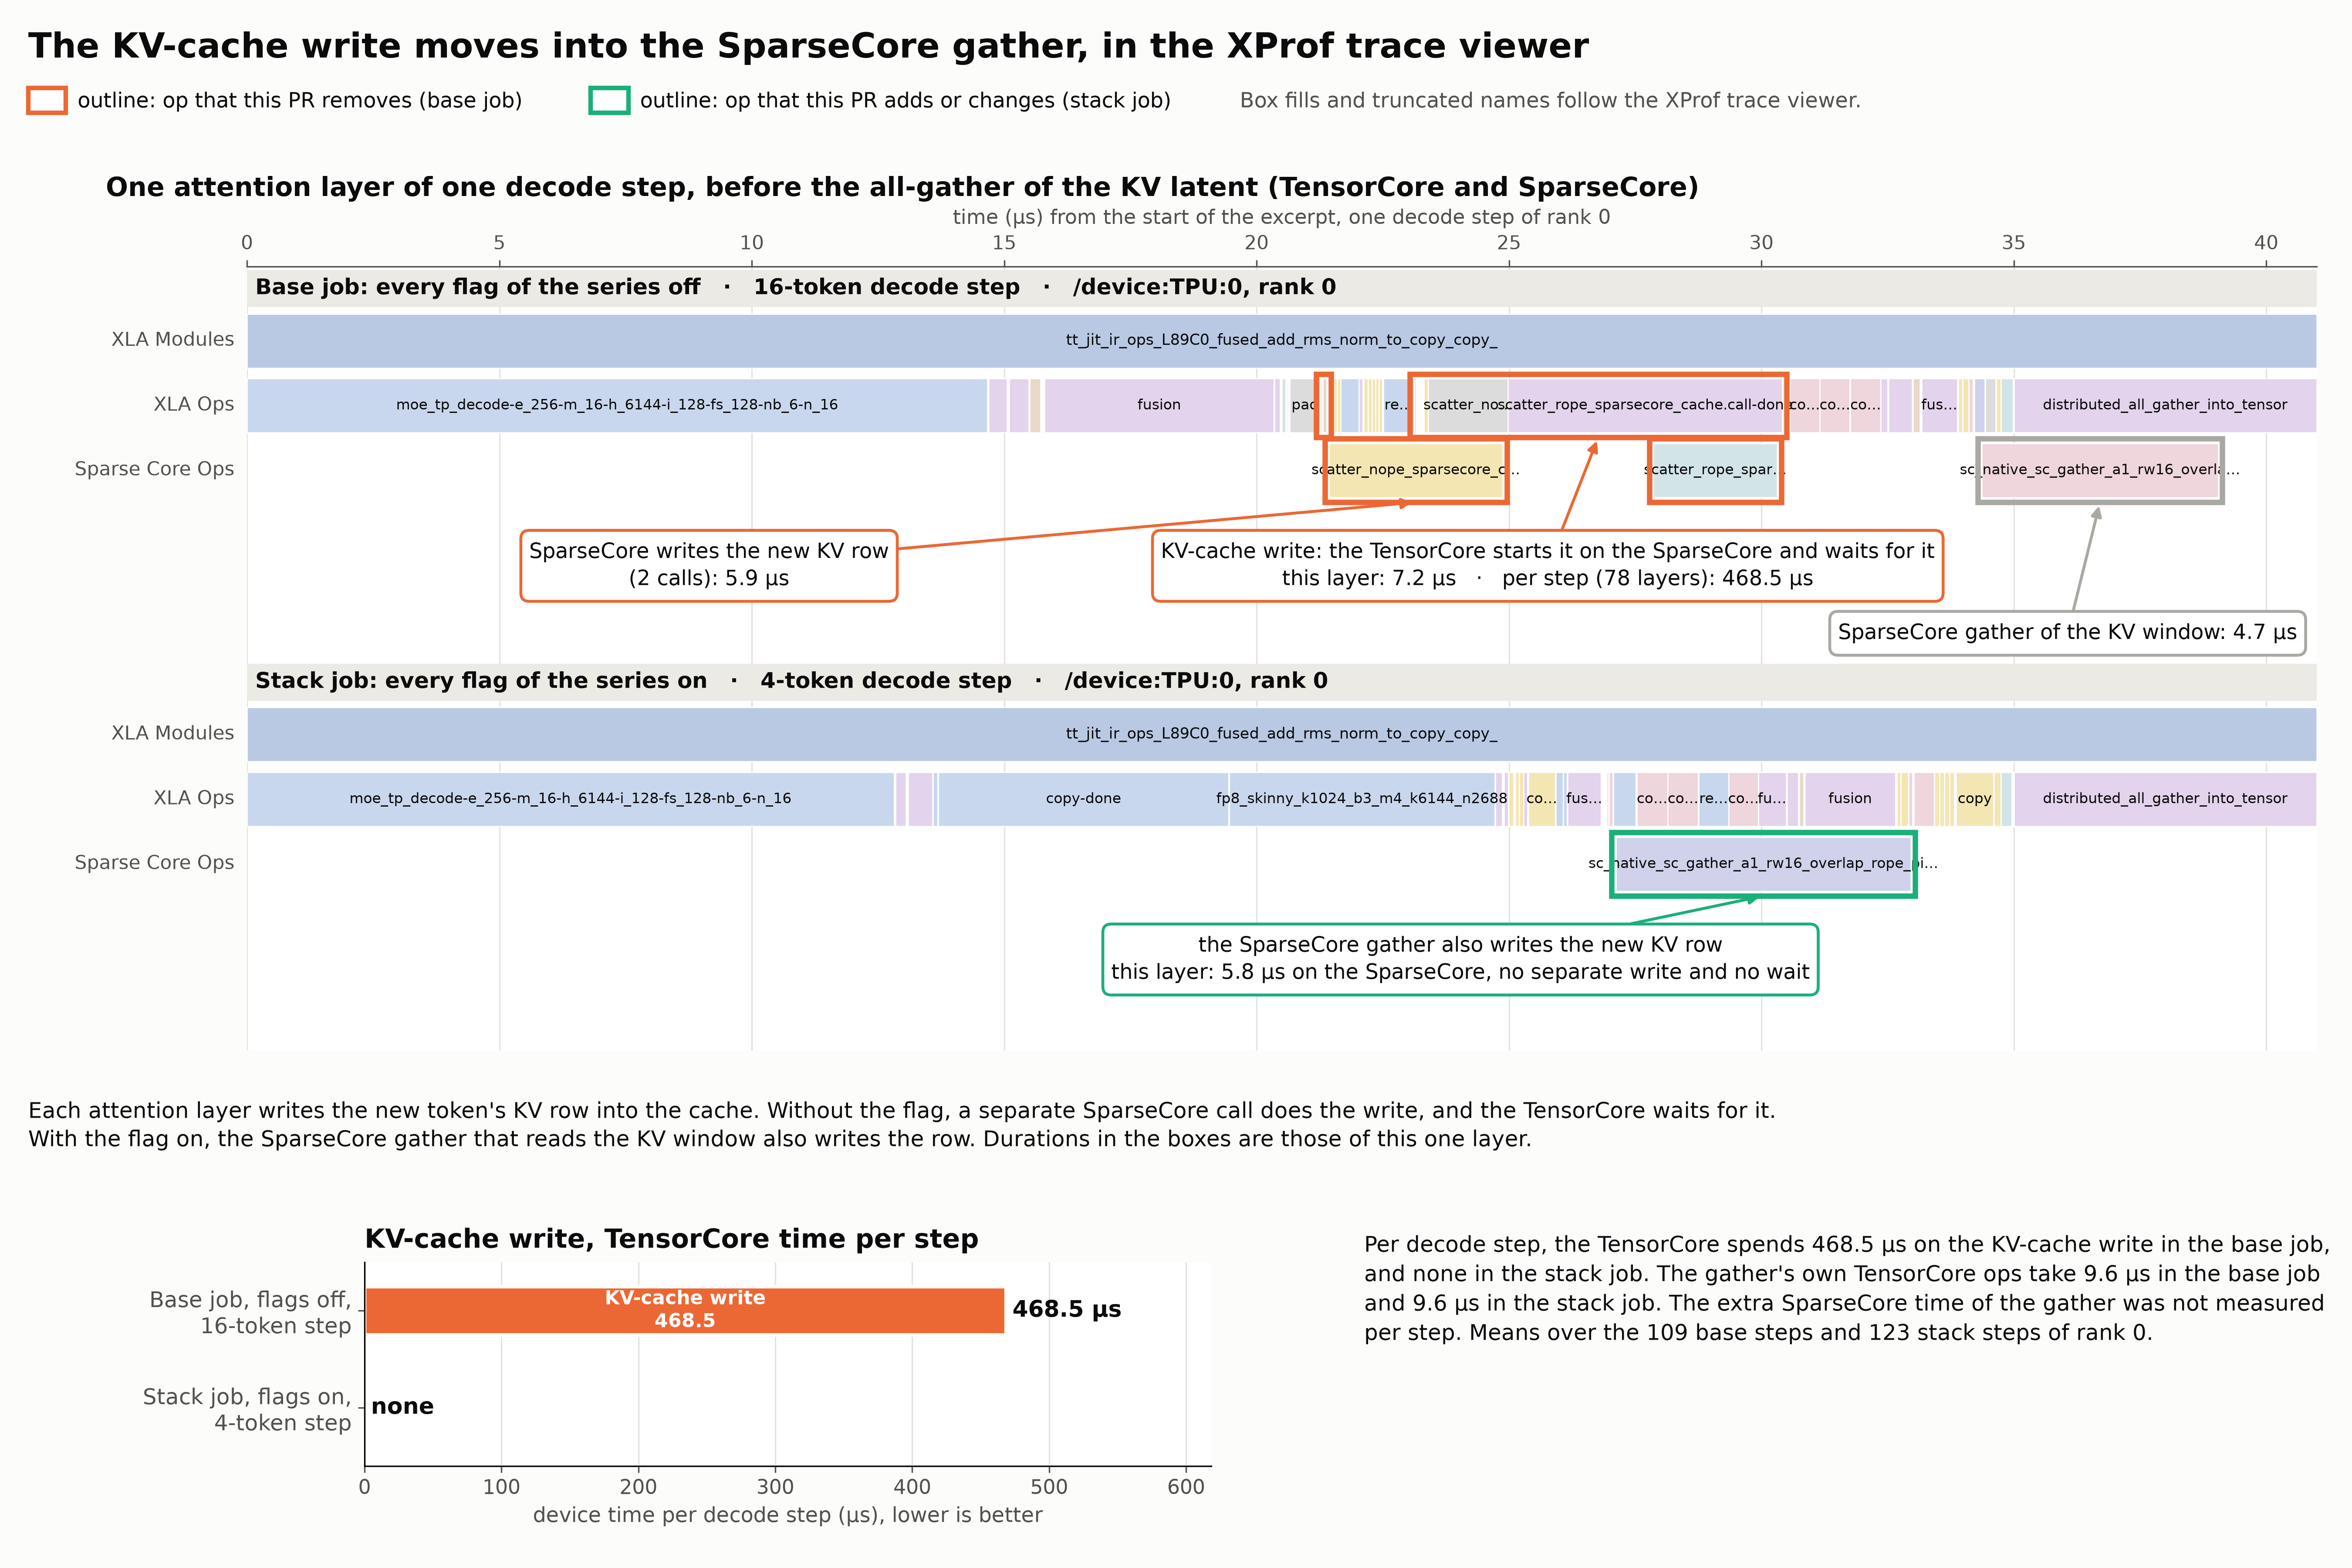 The KV-cache write moves into the SparseCore gather, in the XProf trace viewer
outline: op that this PR removes (base job)
outline: op that this PR adds or changes (stack job)
Box fills and truncated names follow the XProf trace viewer.
One attention layer of one decode step, before the all-gather of the KV latent (TensorCore and SparseCore)
time (µs) from the start of the excerpt, one decode step of rank 0
0 5 10 15 20 25 30 35 40
Base job: every flag of the series off · 16-token decode step · /device:TPU:0, rank 0
XLA Modules
tt_jit_ir_ops_L89C0_fused_add_rms_norm_to_copy_copy_
XLA Ops
moe_tp_decode-e_256-m_16-h_6144-i_128-fs_128-nb_6-n_16
fusion
pad
re...
scatter_no...
scatter_rope_sparsecore_cache.call-done
co...
co...
co...
fus...
distributed_all_gather_into_tensor
Sparse Core Ops
scatter_nope_sparsecore_c...
scatter_rope_spar...
sc_native_sc_gather_a1_rw16_overla...
SparseCore writes the new KV row
(2 calls): 5.9 µs
KV-cache write: the TensorCore starts it on the SparseCore and waits for it
this layer: 7.2 µs · per step (78 layers): 468.5 µs
SparseCore gather of the KV window: 4.7 µs
Stack job: every flag of the series on · 4-token decode step · /device:TPU:0, rank 0
XLA Modules
tt_jit_ir_ops_L89C0_fused_add_rms_norm_to_copy_copy_
XLA Ops
moe_tp_decode-e_256-m_16-h_6144-i_128-fs_128-nb_6-n_16
copy-done
fp8_skinny_k1024_b3_m4_k6144_n2688
co...
fus...
co...
co...
re...
co...
fu...
fusion
copy
distributed_all_gather_into_tensor
Sparse Core Ops
sc_native_sc_gather_a1_rw16_overlap_rope_pi...
the SparseCore gather also writes the new KV row
this layer: 5.8 µs on the SparseCore, no separate write and no wait
Each attention layer writes the new token's KV row into the cache. Without the flag, a separate SparseCore call does the write, and the TensorCore waits for it.
With the flag on, the SparseCore gather that reads the KV window also writes the row. Durations in the boxes are those of this one layer.
KV-cache write, TensorCore time per step
Base job, flags off,
16-token step
KV-cache write
468.5
468.5 µs
Stack job, flags on,
4-token step
none
0 100 200 300 400 500 600
device time per decode step (µs), lower is better
Per decode step, the TensorCore spends 468.5 µs on the KV-cache write in the base job,
and none in the stack job. The gather's own TensorCore ops take 9.6 µs in the base job
and 9.6 µs in the stack job. The extra SparseCore time of the gather was not measured
per step. Means over the 109 base steps and 123 stack steps of rank 0.